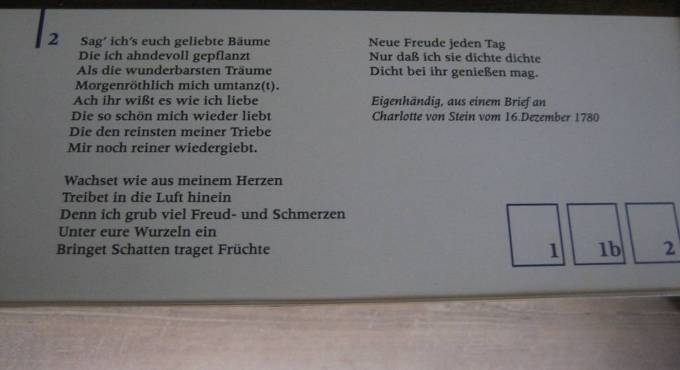 2
Sag' ich's euch geliebte Bäume
Die ich ahndevoll gepflanzt
Als die wunderbarsten Träume
Morgenröthlich mich umtanz(t).
Ach ihr wißt es wie ich liebe
Die so schön mich wieder liebt
Die den reinsten meiner Triebe
Mir noch reiner wiedergiebt.
Wachset wie aus meinem Herzen
Treibet in die Luft hinein
Denn ich grub viel Freud- und Schmerzen
Unter eure Wurzeln ein
Bringet Schatten traget Früchte
Neue Freude jeden Tag
Nur daß ich sie dichte dichte
Dicht bei ihr genießen mag.
Eigenhändig, aus einem Brief an
Charlotte von Stein vom 16.Dezember 1780
1
1b
2